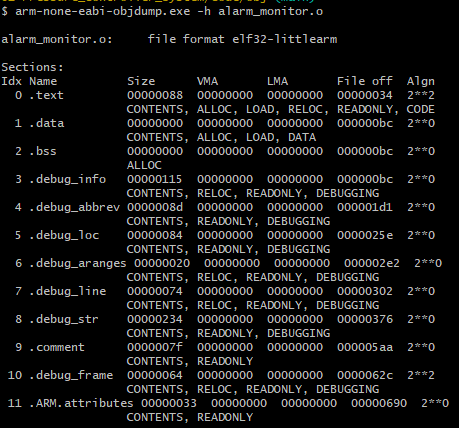 $ arm-none-eabi-objdump.exe -h alarm_monitor.o
alarm_monitor.o:     file format elf32-littlearm
Sections:
Idx Name          Size      VMA       LMA       File off  Algn
  0 .text         00000088  00000000  00000000  00000034  2**2
                  CONTENTS, ALLOC, LOAD, RELOC, READONLY, CODE
  1 .data         00000000  00000000  00000000  000000bc  2**0
                  CONTENTS, ALLOC, LOAD, DATA
  2 .bss          00000000  00000000  00000000  000000bc  2**0
                  ALLOC
  3 .debug_info   00000115  00000000  00000000  000000bc  2**0
                  CONTENTS, RELOC, READONLY, DEBUGGING
  4 .debug_abbrev 0000008d  00000000  00000000  000001d1  2**0
                  CONTENTS, READONLY, DEBUGGING
  5 .debug_loc    00000084  00000000  00000000  0000025e  2**0
                  CONTENTS, READONLY, DEBUGGING
  6 .debug_aranges 00000020  00000000  00000000  000002e2  2**0
                  CONTENTS, RELOC, READONLY, DEBUGGING
  7 .debug_line   00000074  00000000  00000000  00000302  2**0
                  CONTENTS, RELOC, READONLY, DEBUGGING
  8 .debug_str    00000234  00000000  00000000  00000376  2**0
                  CONTENTS, READONLY, DEBUGGING
  9 .comment      0000007f  00000000  00000000  000005aa  2**0
                  CONTENTS, READONLY
 10 .debug_frame  00000064  00000000  00000000  0000062c  2**2
                  CONTENTS, RELOC, READONLY, DEBUGGING
 11 .ARM.attributes 00000033  00000000  00000000  00000690  2**0
                  CONTENTS, READONLY